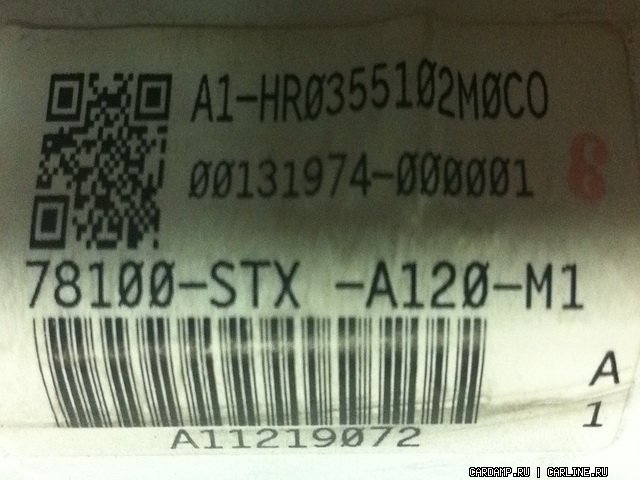 A1-HR0355102M0CO
00131974-000001
8
78100-STX -A120-M1
A
1
A11219072
CARDAMP.RU | CARLINE.RU